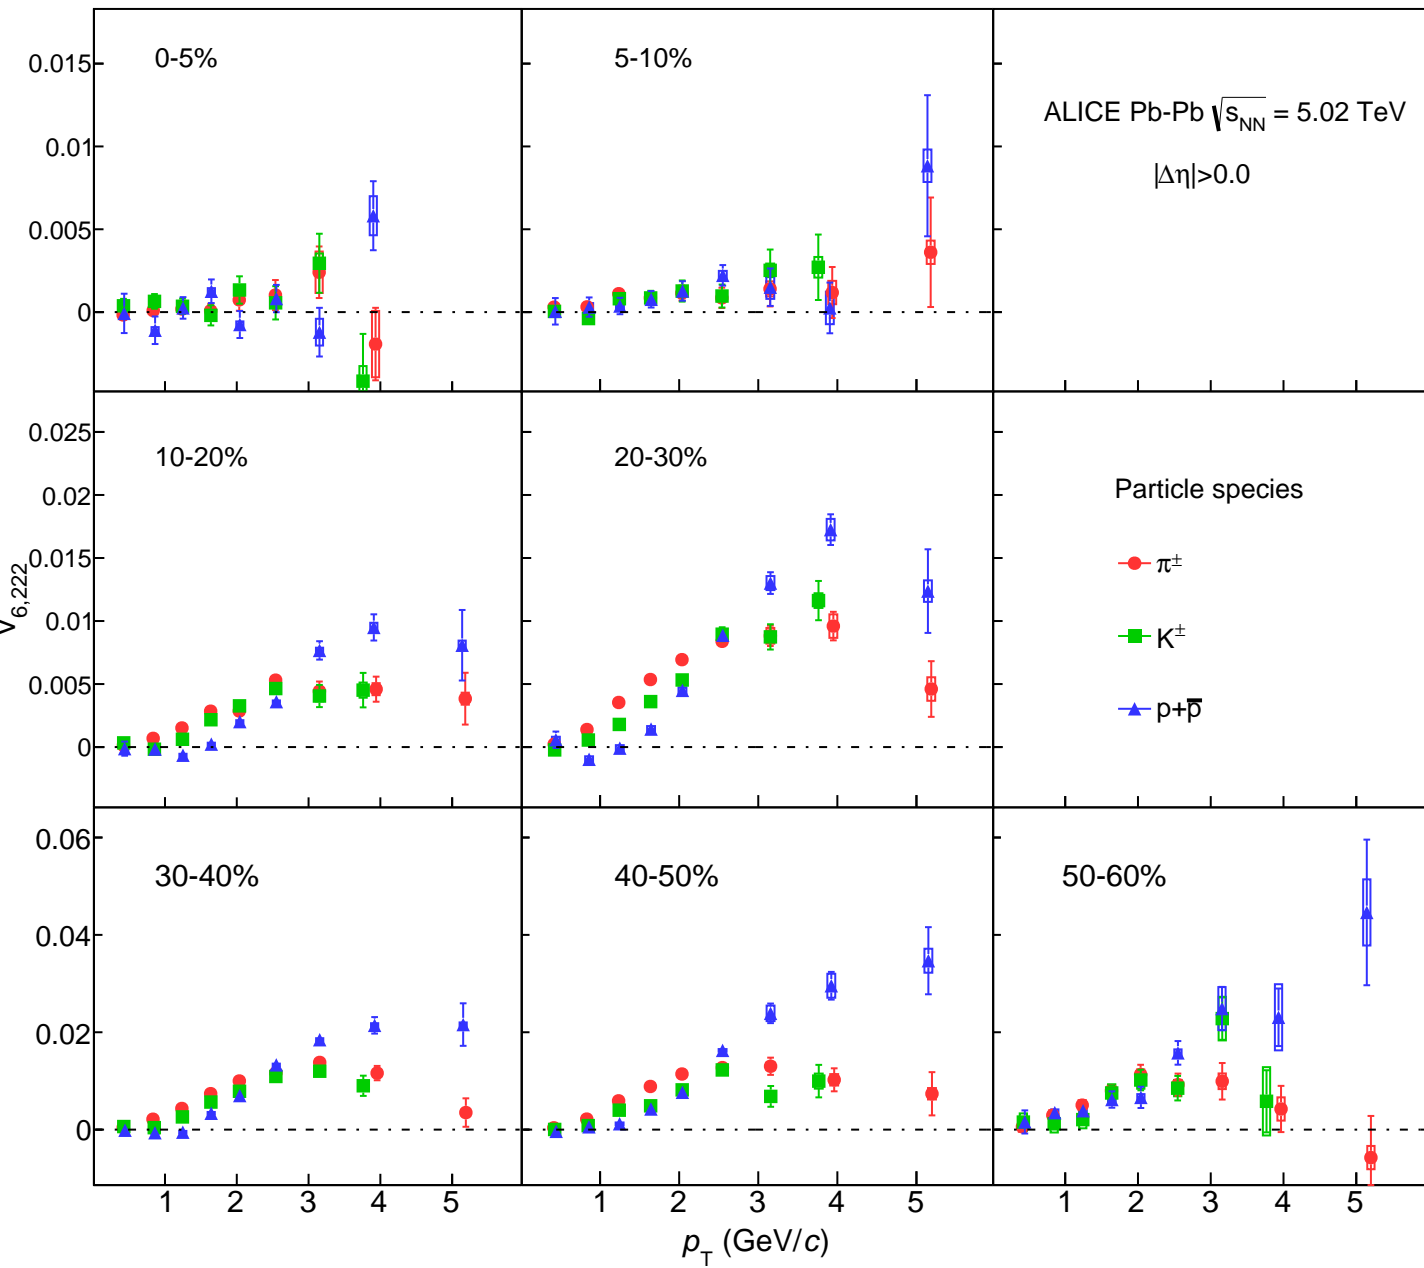 0-5%
5-10%
ALICE Pb-Pb √s_NN = 5.02 TeV
|Δη|>0.0
0.015
0.01
0.005
0
10-20%
20-30%
Particle species
π±
K±
p+p̅
0.025
0.02
0.015
0.01
0.005
0
v_6,222
30-40%
40-50%
50-60%
0.06
0.04
0.02
0
1 2 3 4 5
1 2 3 4 5
1 2 3 4 5
p_T (GeV/c)